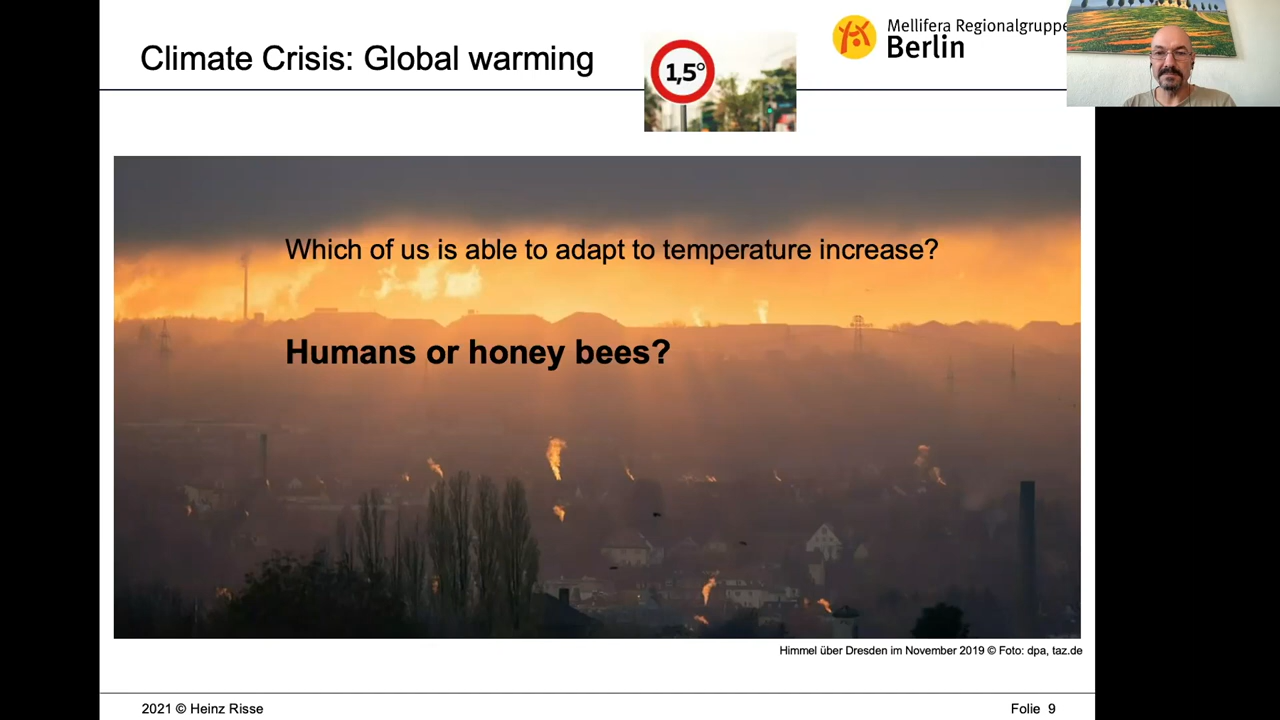 Climate Crisis: Global warming
1,5°
Mellifera Regionalgruppe
Berlin
Which of us is able to adapt to temperature increase?
Humans or honey bees?
Himmel über Dresden im November 2019 © Foto: dpa, taz.de
2021 © Heinz Risse
Folie 9